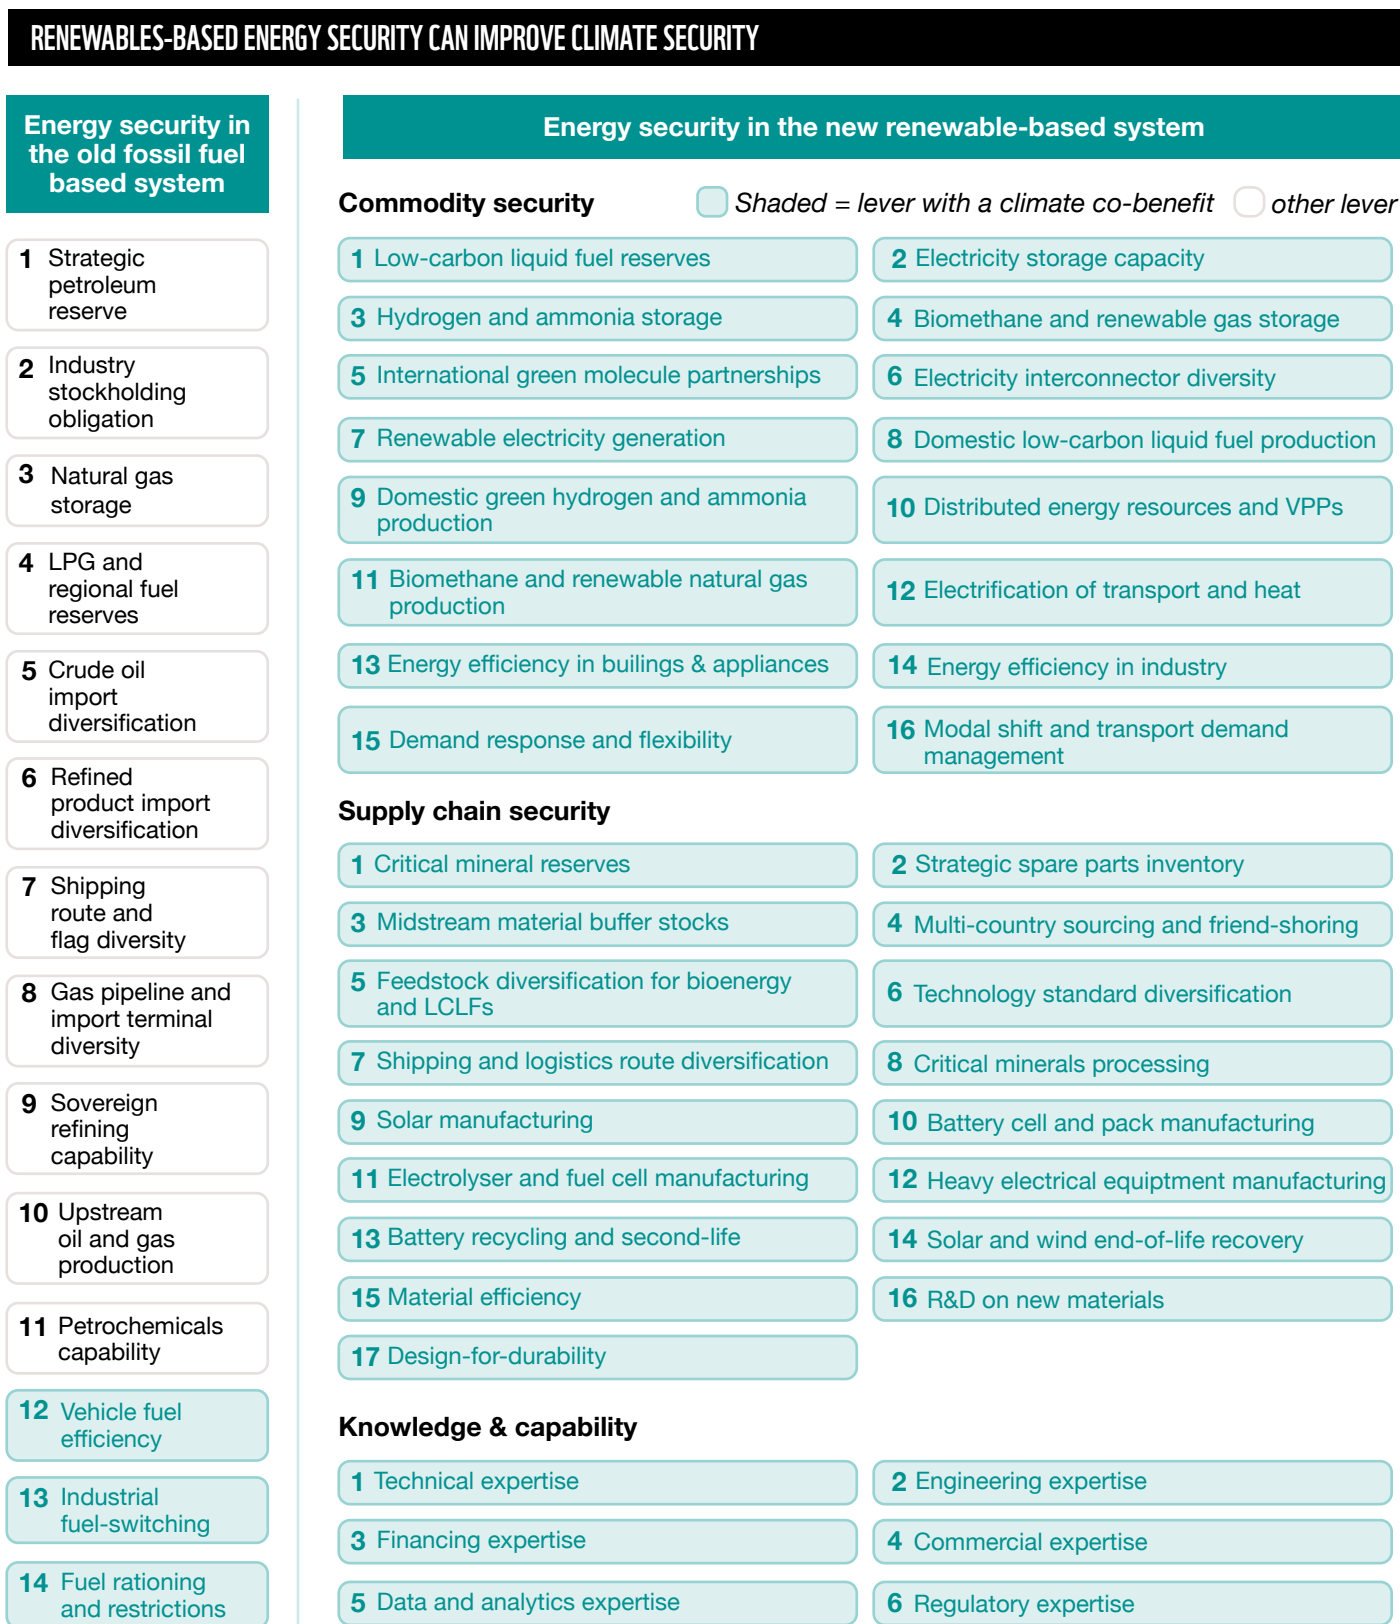 RENEWABLES-BASED ENERGY SECURITY CAN IMPROVE CLIMATE SECURITY
Energy security in
the old fossil fuel
based system
1 Strategic
petroleum
reserve
2 Industry
stockholding
obligation
3 Natural gas
storage
4 LPG and
regional fuel
reserves
5 Crude oil
import
diversification
6 Refined
product import
diversification
7 Shipping
route and
flag diversity
8 Gas pipeline and
import terminal
diversity
9 Sovereign
refining
capability
10 Upstream
oil and gas
production
11 Petrochemicals
capability
12 Vehicle fuel
efficiency
13 Industrial
fuel-switching
14 Fuel rationing
and restrictions
Energy security in the new renewable-based system
Commodity security
Shaded = lever with a climate co-benefit
other lever
1 Low-carbon liquid fuel reserves
2 Electricity storage capacity
3 Hydrogen and ammonia storage
4 Biomethane and renewable gas storage
5 International green molecule partnerships
6 Electricity interconnector diversity
7 Renewable electricity generation
8 Domestic low-carbon liquid fuel production
9 Domestic green hydrogen and ammonia
production
10 Distributed energy resources and VPPs
11 Biomethane and renewable natural gas
production
12 Electrification of transport and heat
13 Energy efficiency in builings & appliances
14 Energy efficiency in industry
15 Demand response and flexibility
16 Modal shift and transport demand
management
Supply chain security
1 Critical mineral reserves
2 Strategic spare parts inventory
3 Midstream material buffer stocks
4 Multi-country sourcing and friend-shoring
5 Feedstock diversification for bioenergy
and LCLFs
6 Technology standard diversification
7 Shipping and logistics route diversification
8 Critical minerals processing
9 Solar manufacturing
10 Battery cell and pack manufacturing
11 Electrolyser and fuel cell manufacturing
12 Heavy electrical equiptment manufacturing
13 Battery recycling and second-life
14 Solar and wind end-of-life recovery
15 Material efficiency
16 R&D on new materials
17 Design-for-durability
Knowledge & capability
1 Technical expertise
2 Engineering expertise
3 Financing expertise
4 Commercial expertise
5 Data and analytics expertise
6 Regulatory expertise